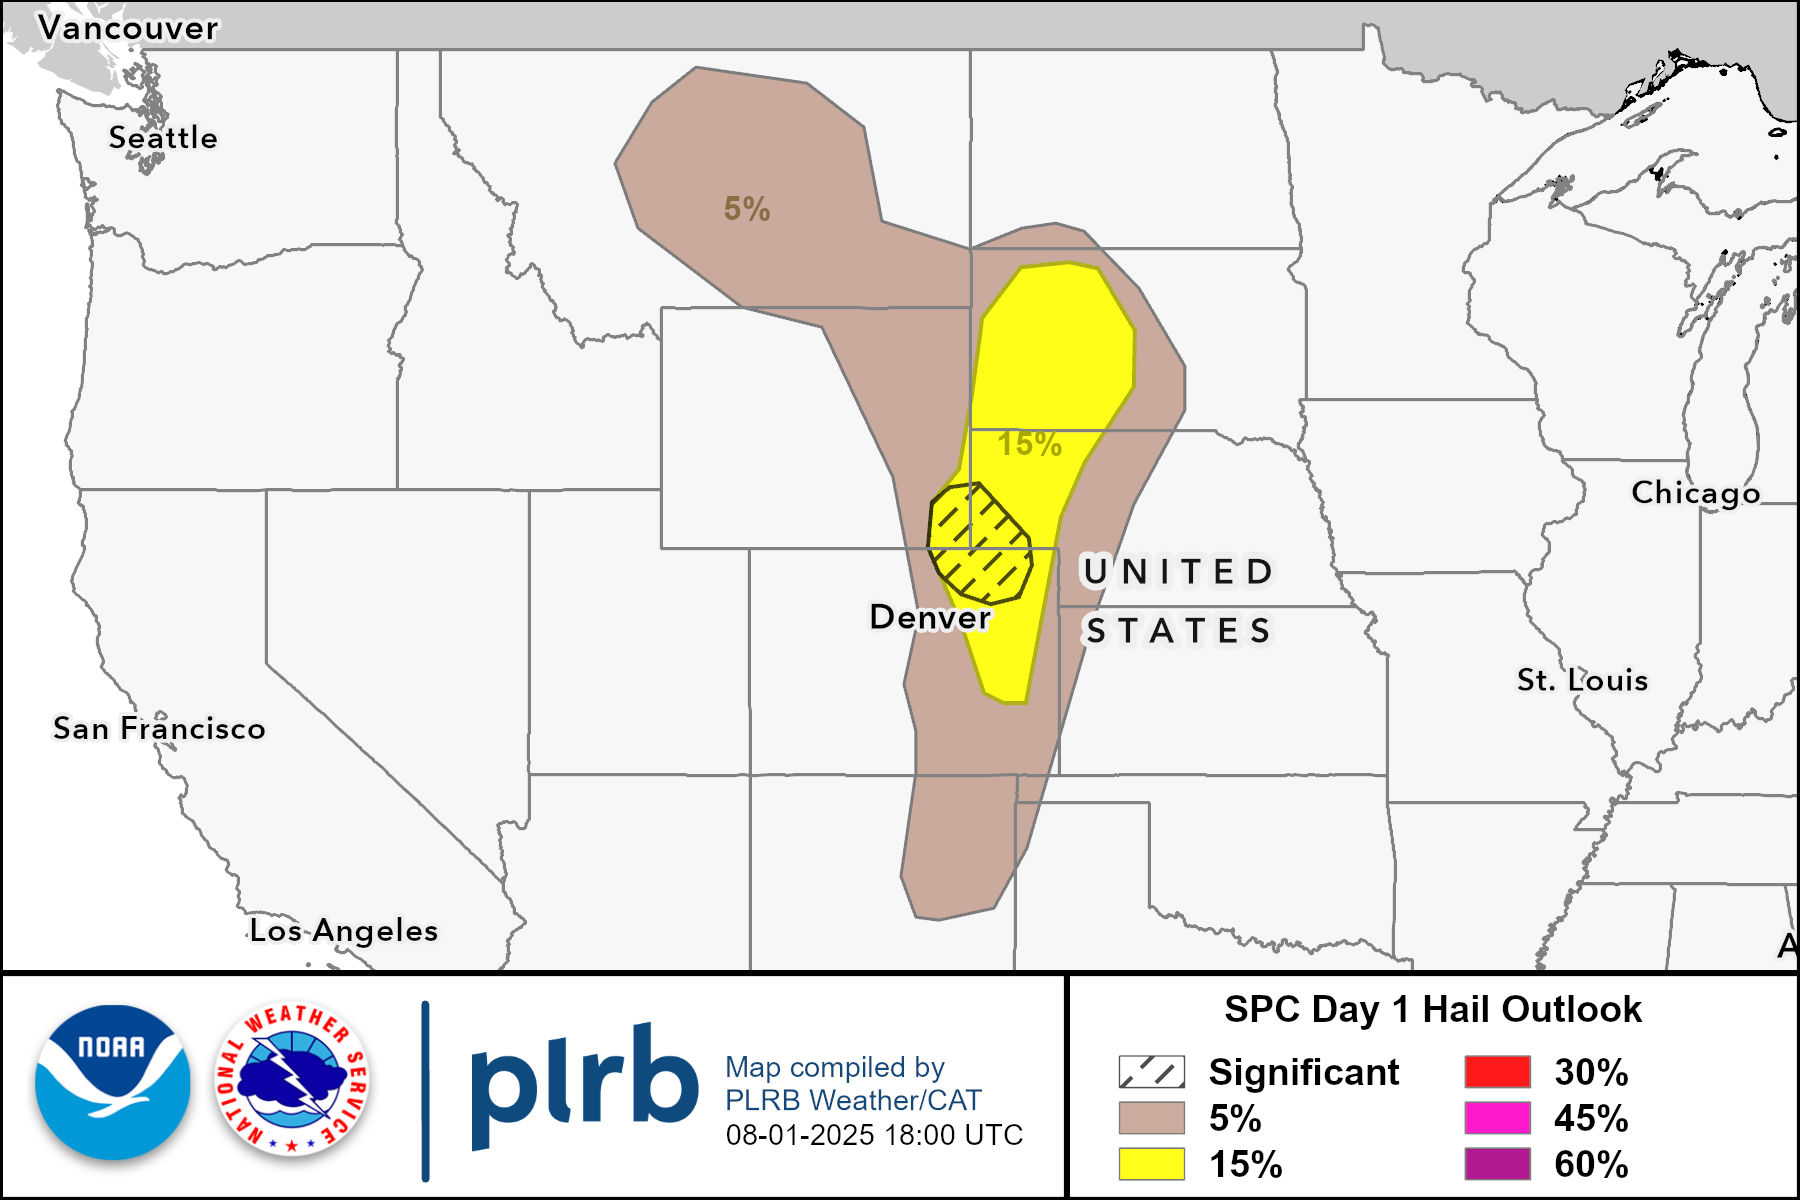 Vancouver
Seattle
5%
15%
Chicago
UNITED
STATES
Denver
St. Louis
San Francisco
Los Angeles
A
NOAA
NATIONAL WEATHER SERVICE
plrb
Map compiled by
PLRB Weather/CAT
08-01-2025 18:00 UTC
SPC Day 1 Hail Outlook
Significant
5%
15%
30%
45%
60%